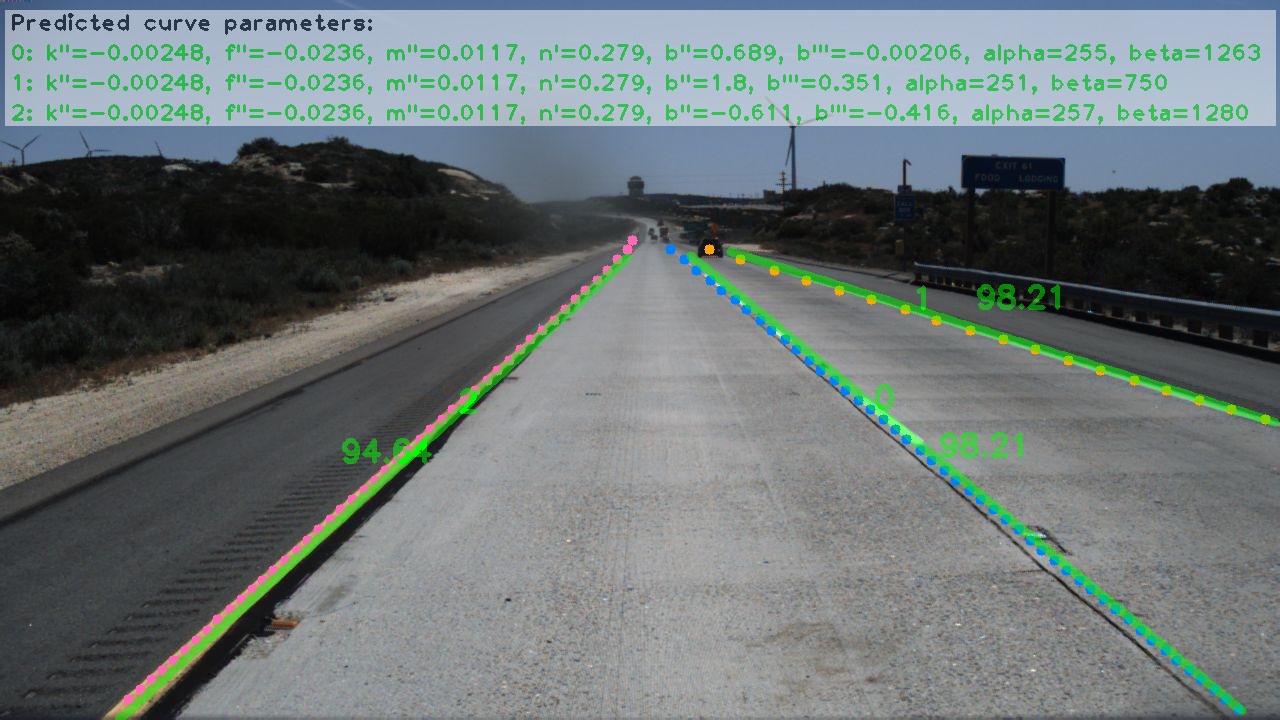 Predicted curve parameters:
0: k''=-0.00248, f''=-0.0236, m''=0.0117, n'=0.279, b''=0.689, b'''=-0.00206, alpha=255, beta=1263
1: k''=-0.00248, f''=-0.0236, m''=0.0117, n'=0.279, b''=1.8, b'''=0.351, alpha=251, beta=750
2: k''=-0.00248, f''=-0.0236, m''=0.0117, n'=0.279, b''=-0.611, b'''=-0.416, alpha=257, beta=1280
EXIT 61
FOOD LODGING
CALL
BOX
1 98.21
2
0
94.64
98.21